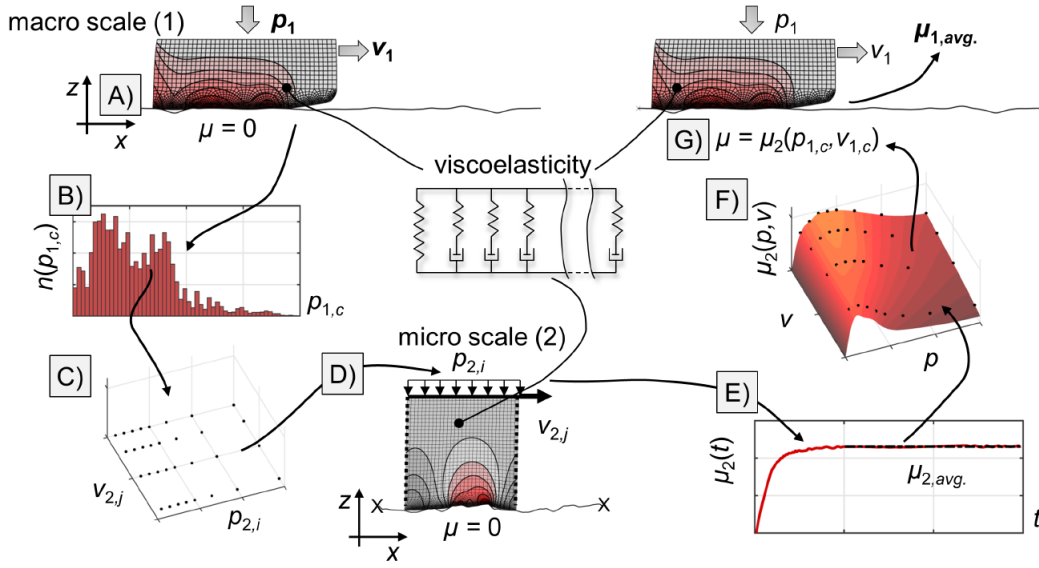 macro scale (1)
p₁
v₁
A)
z
x
μ = 0
p₁
v₁
μ₁,avg.
G) μ = μ₂(p₁,c,v₁,c)
viscoelasticity
B)
n(p₁,c)
p₁,c
F)
μ₂(p,v)
v
p
micro scale (2)
C)
v₂,j
p₂,i
D)
p₂,i
v₂,j
z
x
X
X
μ = 0
E)
μ₂(t)
μ₂,avg.
t